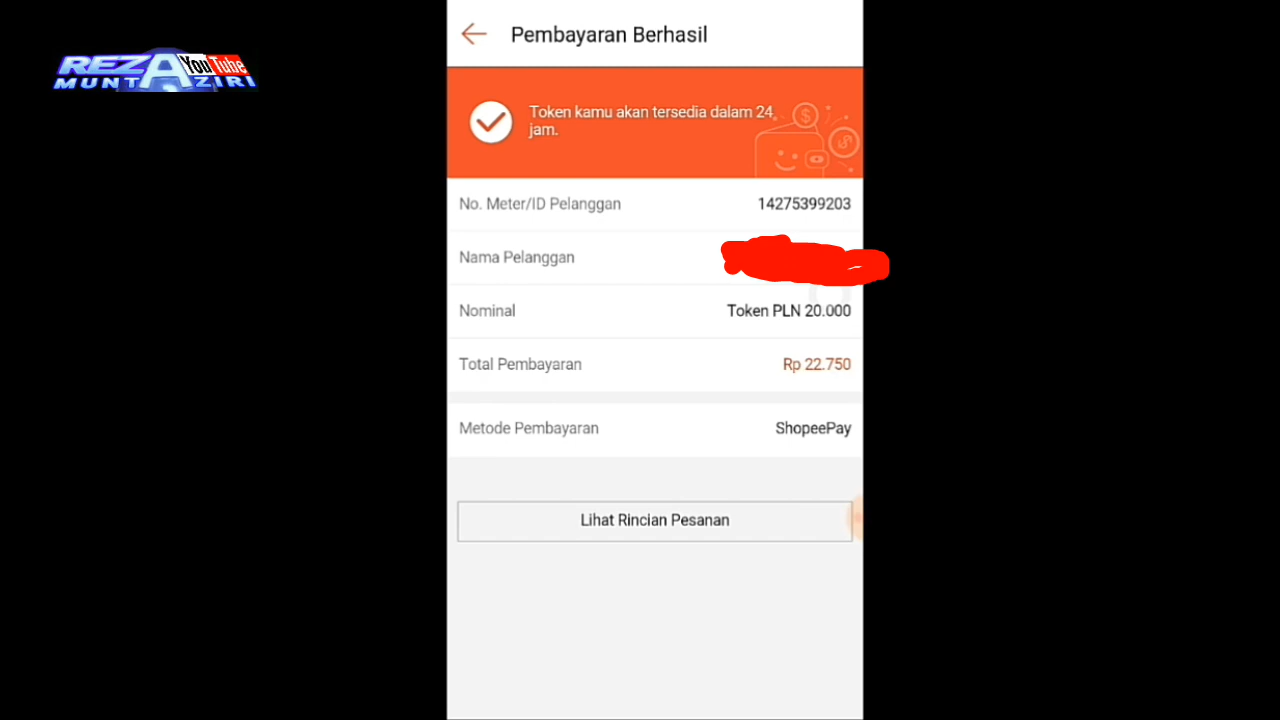 REZA YouTube
MUNTAZIRI
Pembayaran Berhasil
Token kamu akan tersedia dalam 24
jam.
No. Meter/ID Pelanggan 14275399203
Nama Pelanggan
Nominal Token PLN 20.000
Total Pembayaran Rp 22.750
Metode Pembayaran ShopeePay
Lihat Rincian Pesanan